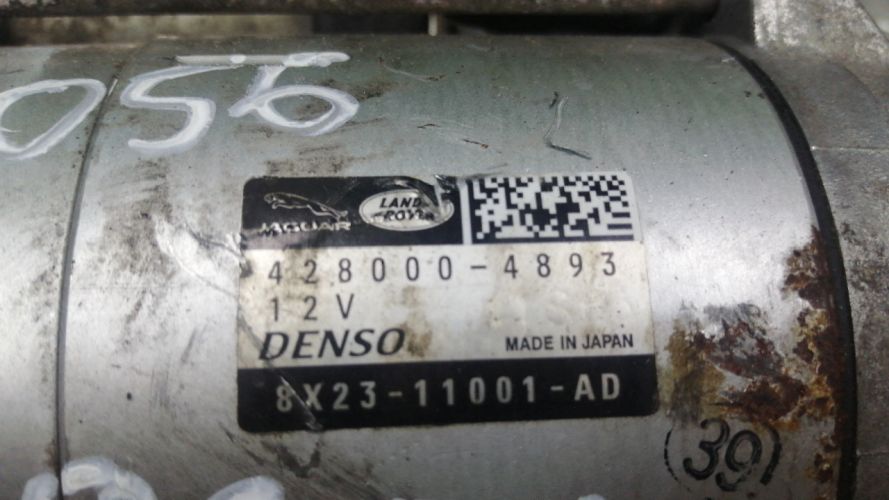 056
JAGUAR LAND ROVER
428000-4893
12V
DENSO MADE IN JAPAN
8X23-11001-AD
(39)